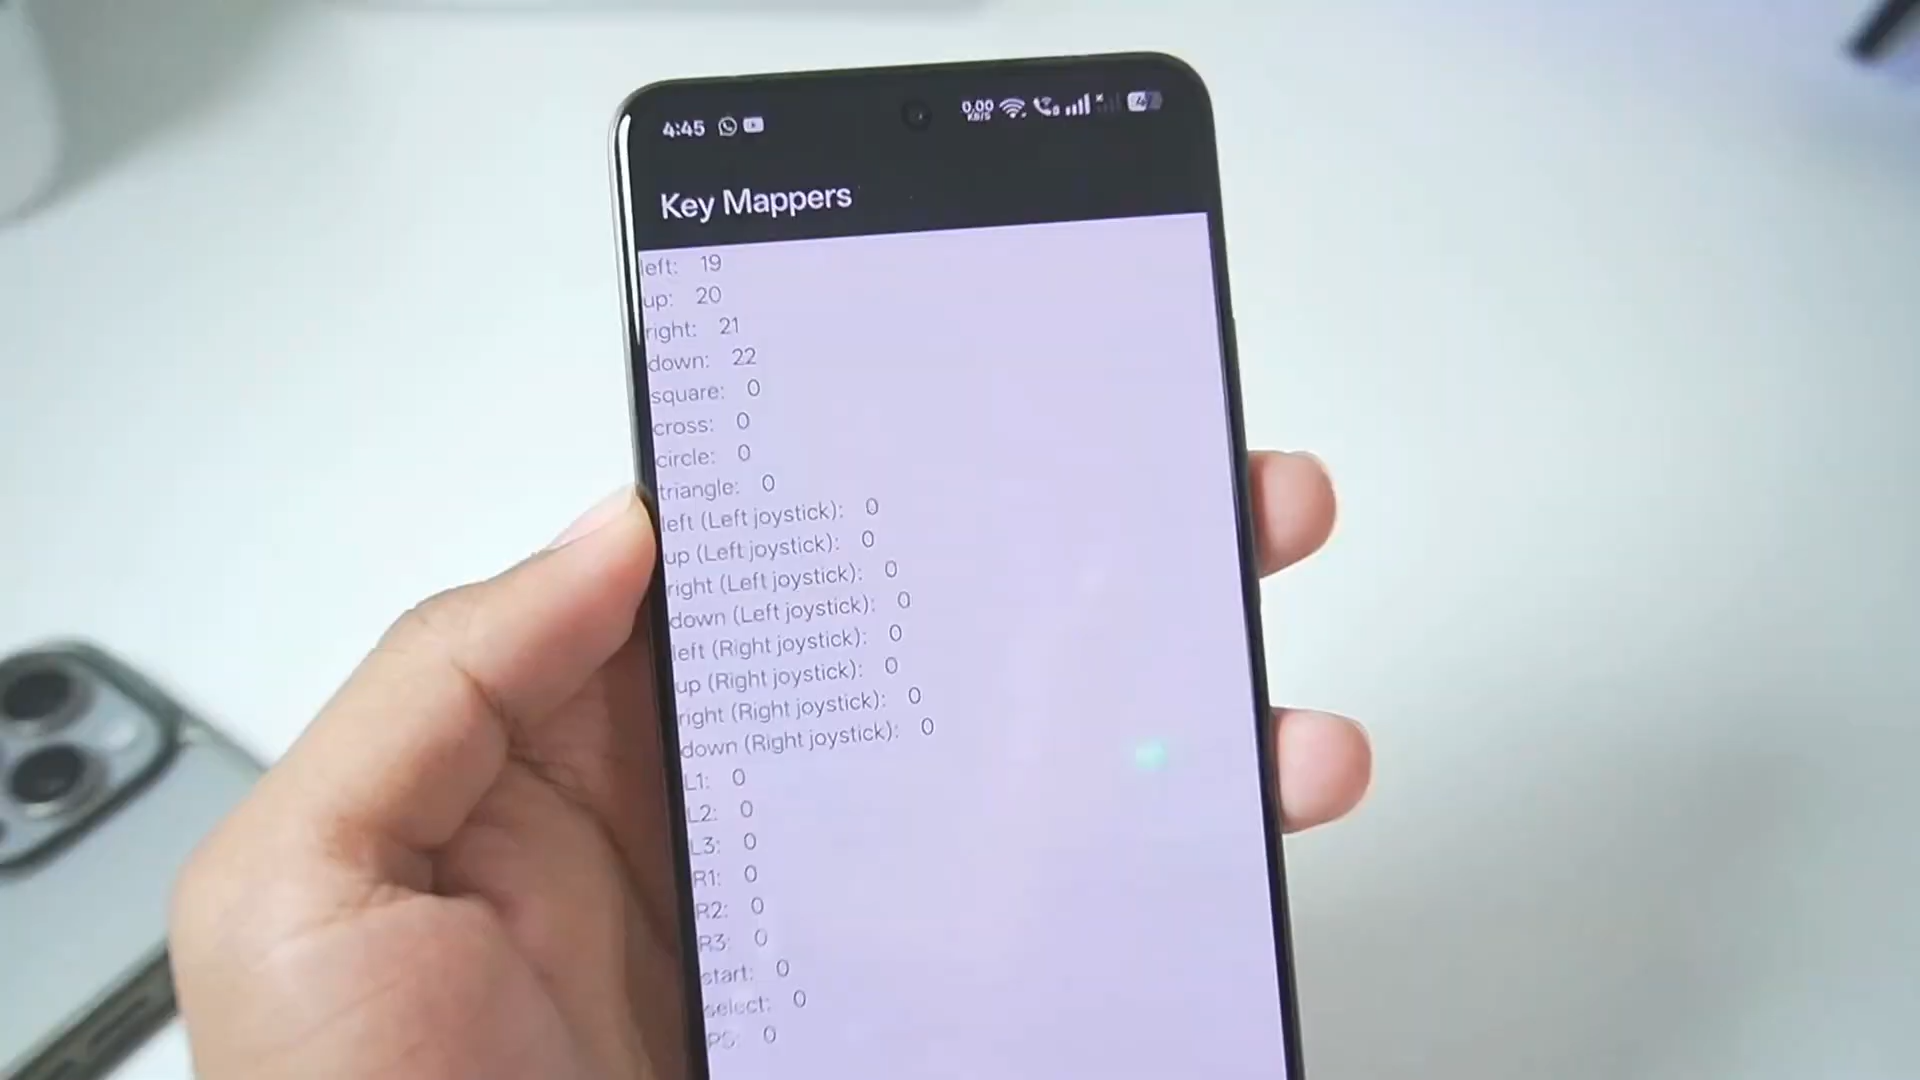 4:45
0.00
KB/S
Key Mappers
left: 19
up: 20
right: 21
down: 22
square: 0
cross: 0
circle: 0
triangle: 0
left (Left joystick): 0
up (Left joystick): 0
right (Left joystick): 0
down (Left joystick): 0
left (Right joystick): 0
up (Right joystick): 0
right (Right joystick): 0
down (Right joystick): 0
L1: 0
L2: 0
L3: 0
R1: 0
R2: 0
R3: 0
start: 0
select: 0
PS: 0